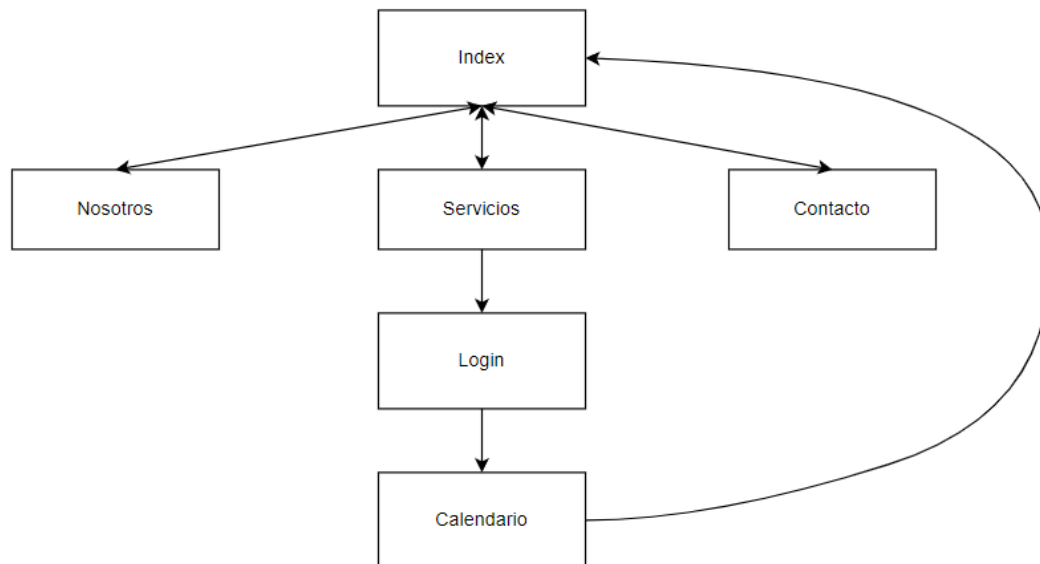 Index
Nosotros
Servicios
Contacto
Login
Calendario